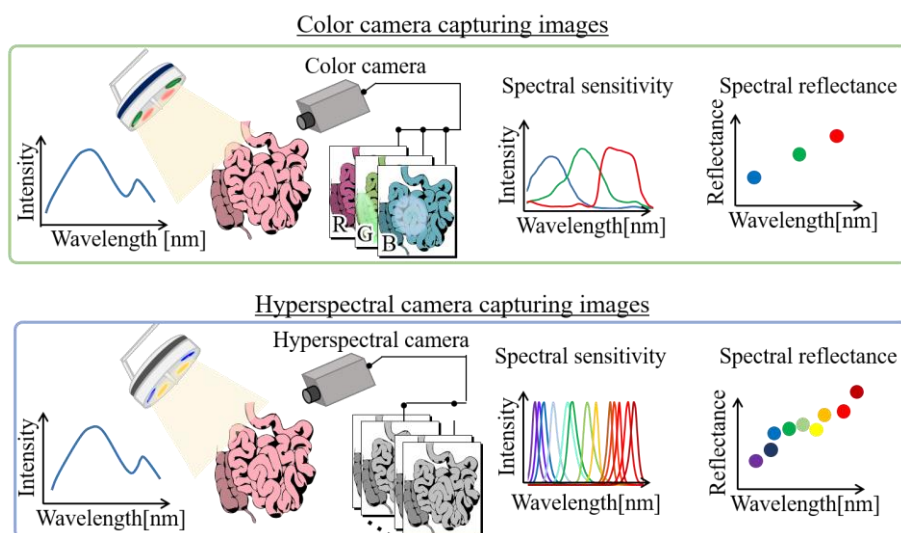 Color camera capturing images
Color camera
Spectral sensitivity
Spectral reflectance
Intensity
Wavelength [nm]
R
G
B
Intensity
Wavelength[nm]
Reflectance
Wavelength[nm]
Hyperspectral camera capturing images
Hyperspectral camera
Spectral sensitivity
Spectral reflectance
Intensity
Wavelength[nm]
Intensity
Wavelength[nm]
Reflectance
Wavelength[nm]